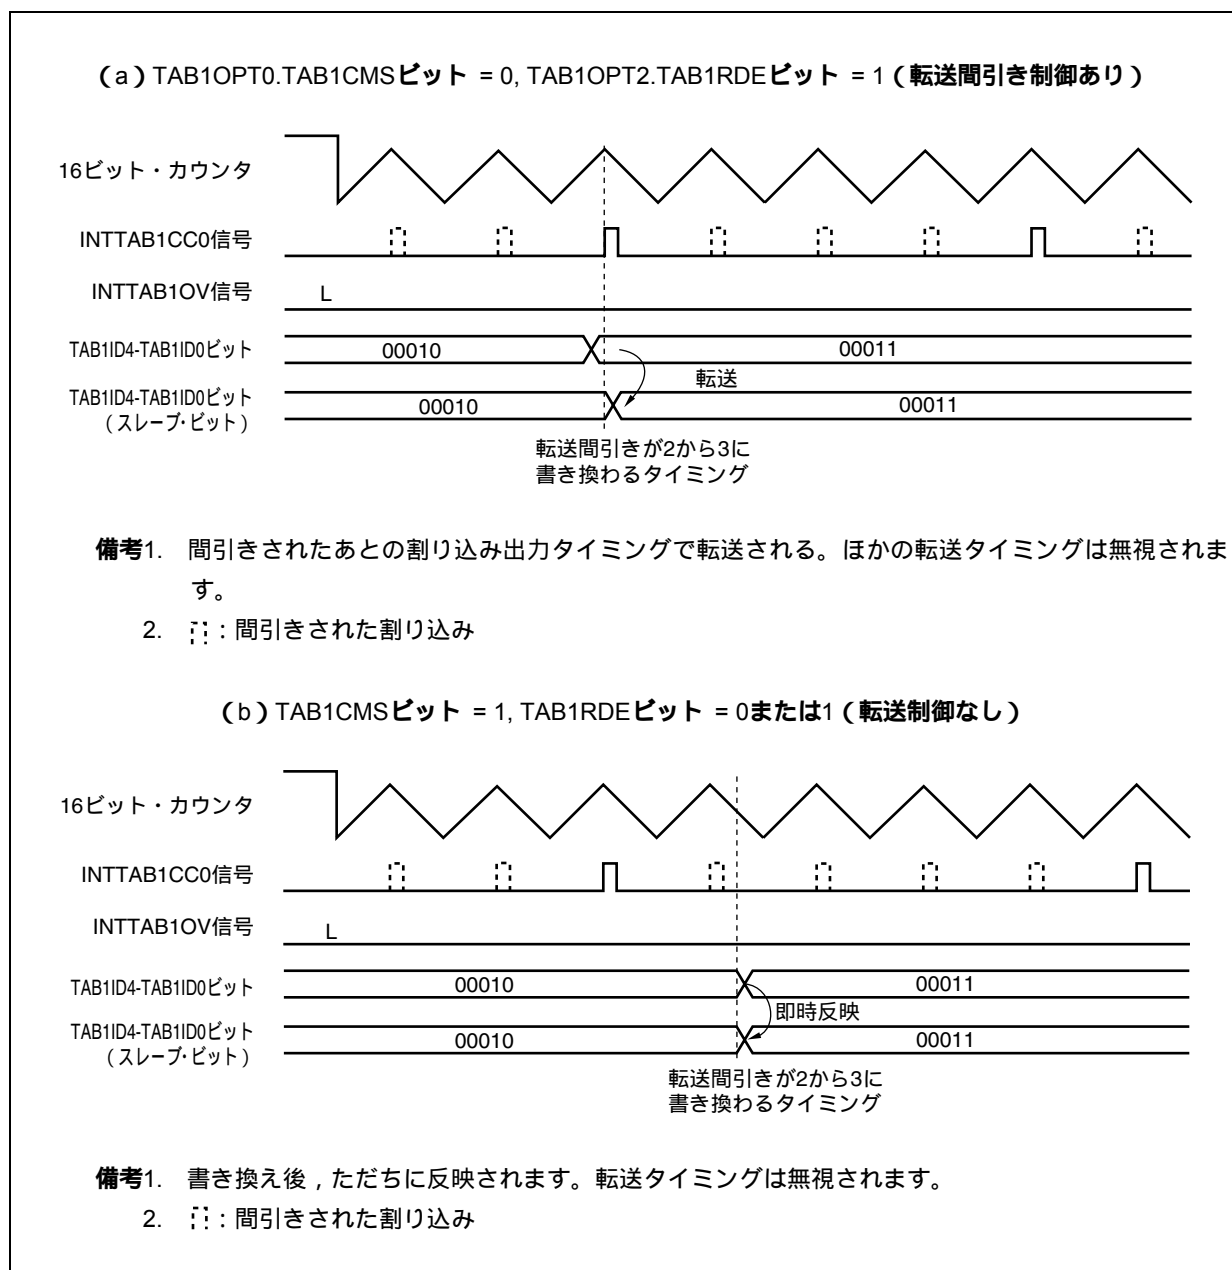 （a）TAB1OPT0.TAB1CMSビット = 0, TAB1OPT2.TAB1RDEビット = 1（転送間引き制御あり）
16ビット・カウンタ
INTTAB1CC0信号
INTTAB1OV信号
L
TAB1ID4-TAB1ID0ビット
00010
00011
転送
TAB1ID4-TAB1ID0ビット
（スレーブ・ビット）
00010
00011
転送間引きが2から3に
書き換わるタイミング
備考1. 間引きされたあとの割り込み出力タイミングで転送される。ほかの転送タイミングは無視されま
す。
2. ：間引きされた割り込み
（b）TAB1CMSビット = 1, TAB1RDEビット = 0または1（転送制御なし）
16ビット・カウンタ
INTTAB1CC0信号
INTTAB1OV信号
L
TAB1ID4-TAB1ID0ビット
00010
00011
即時反映
TAB1ID4-TAB1ID0ビット
（スレーブ・ビット）
00010
00011
転送間引きが2から3に
書き換わるタイミング
備考1. 書き換え後，ただちに反映されます。転送タイミングは無視されます。
2. ：間引きされた割り込み